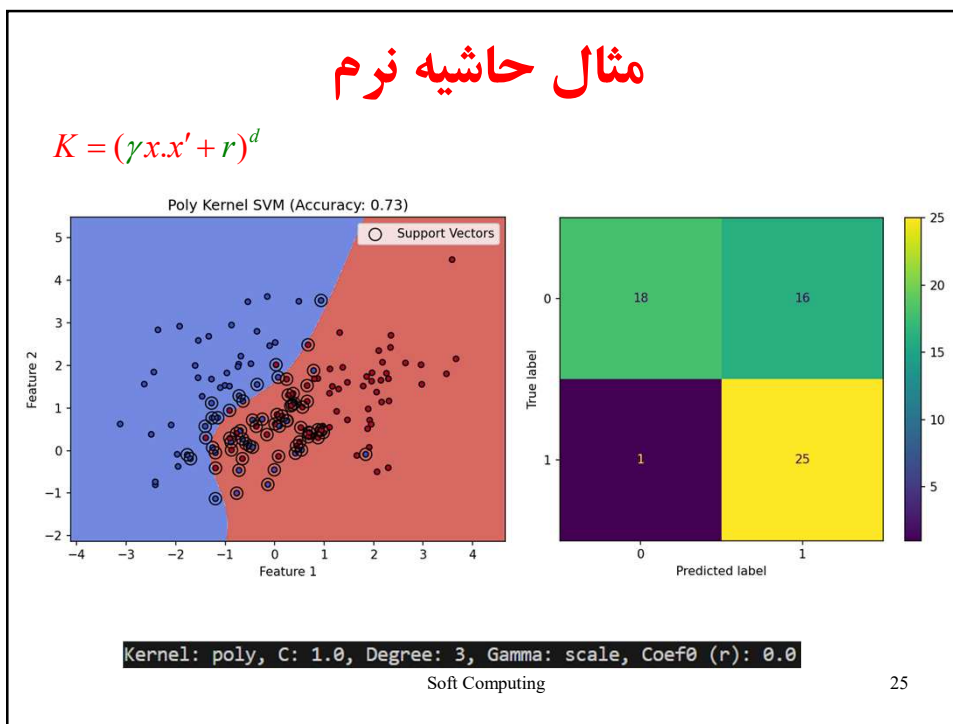 مثال حاشیه نرم
K = (γx.x′ + r)^d
Poly Kernel SVM (Accuracy: 0.73)
Support Vectors
Feature 2
5
4
3
2
1
0
−1
−2
−4 −3 −2 −1 0 1 2 3 4
Feature 1
True label
0
1
18 16
1 25
0 1
Predicted label
25
20
15
10
5
Kernel: poly, C: 1.0, Degree: 3, Gamma: scale, Coef0 (r): 0.0
Soft Computing
25